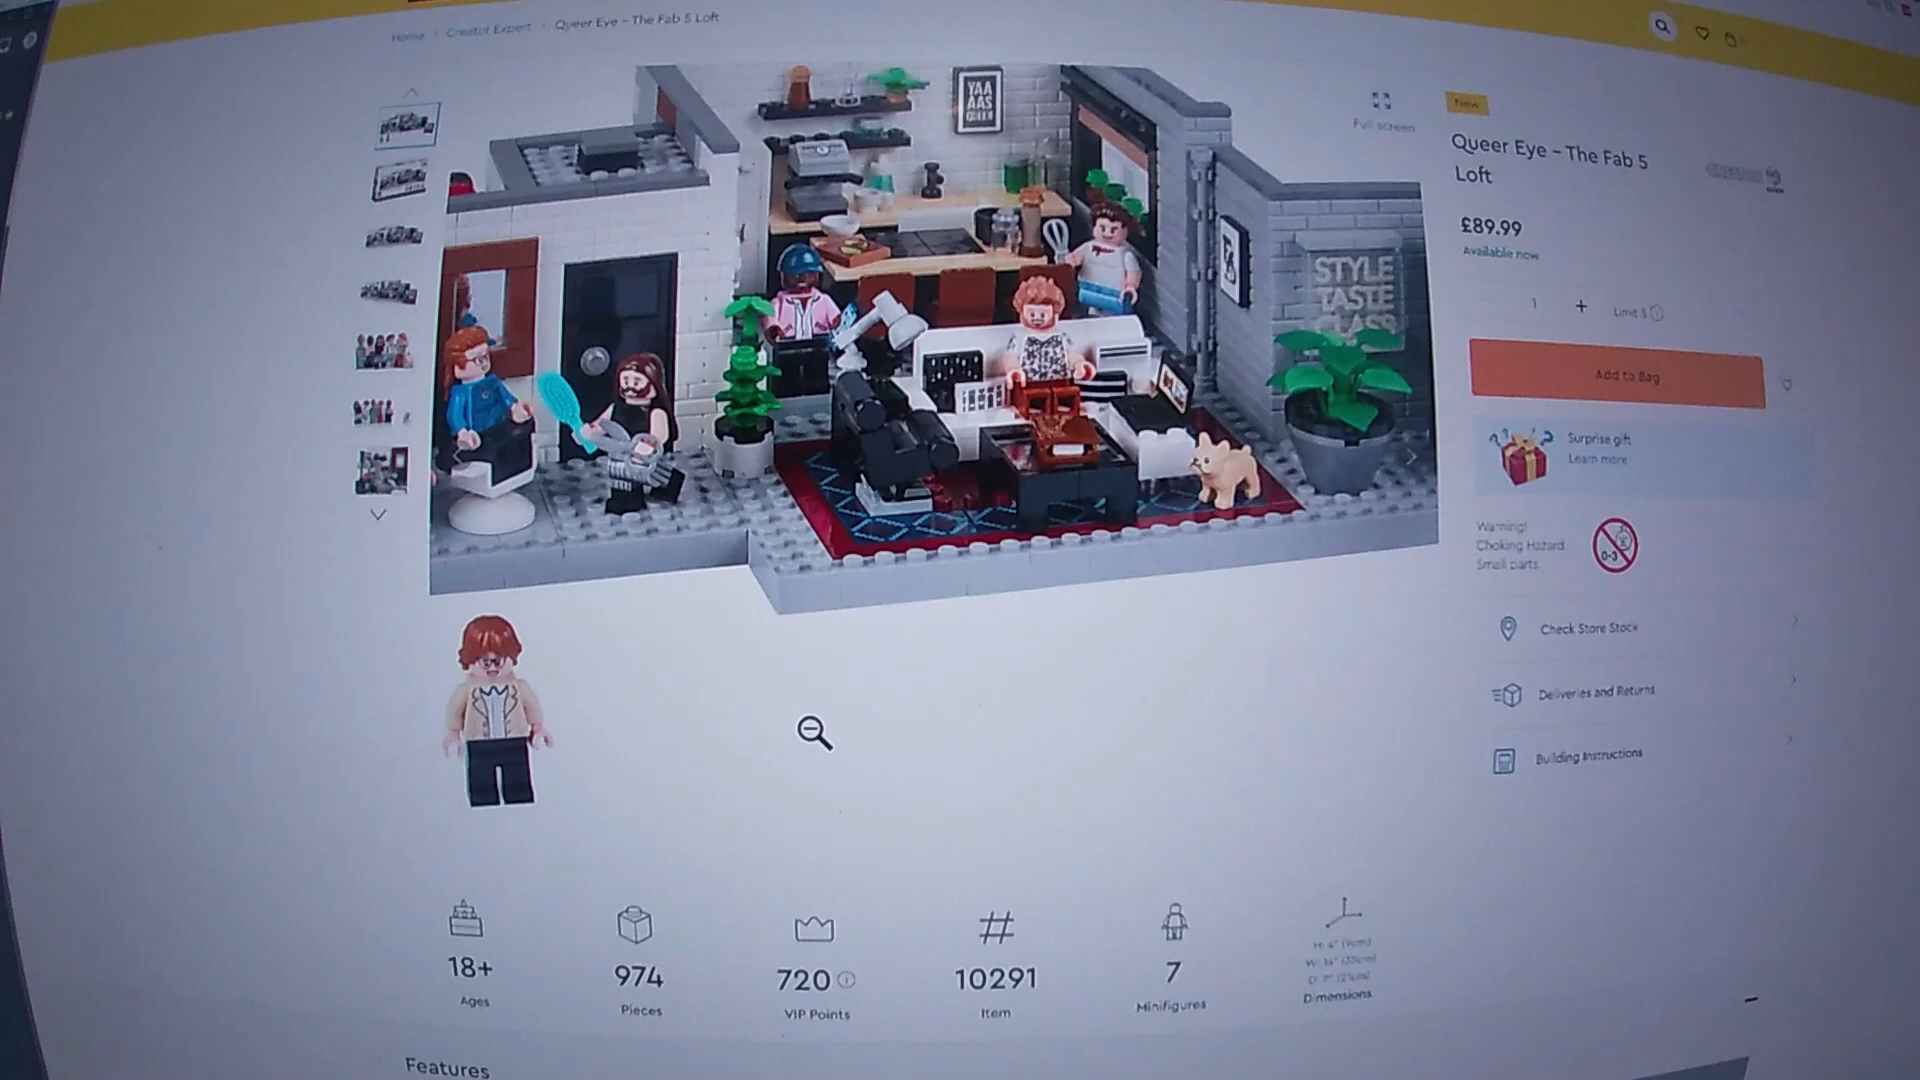 Home › Creator Expert › Queer Eye – The Fab 5 Loft
YAA
AAS
QUEEN
Full screen
New
Queer Eye – The Fab 5
Loft
£89.99
Available now
1 + Limit 3
STYLE
TASTE
CLASS
Add to Bag
Surprise gift
Learn more
Warning!
Choking Hazard.
Small parts.
0-3
Check Store Stock
Deliveries and Returns
Building Instructions
18+
Ages
974
Pieces
720
VIP Points
#
10291
Item
7
Minifigures
Dimensions
Features